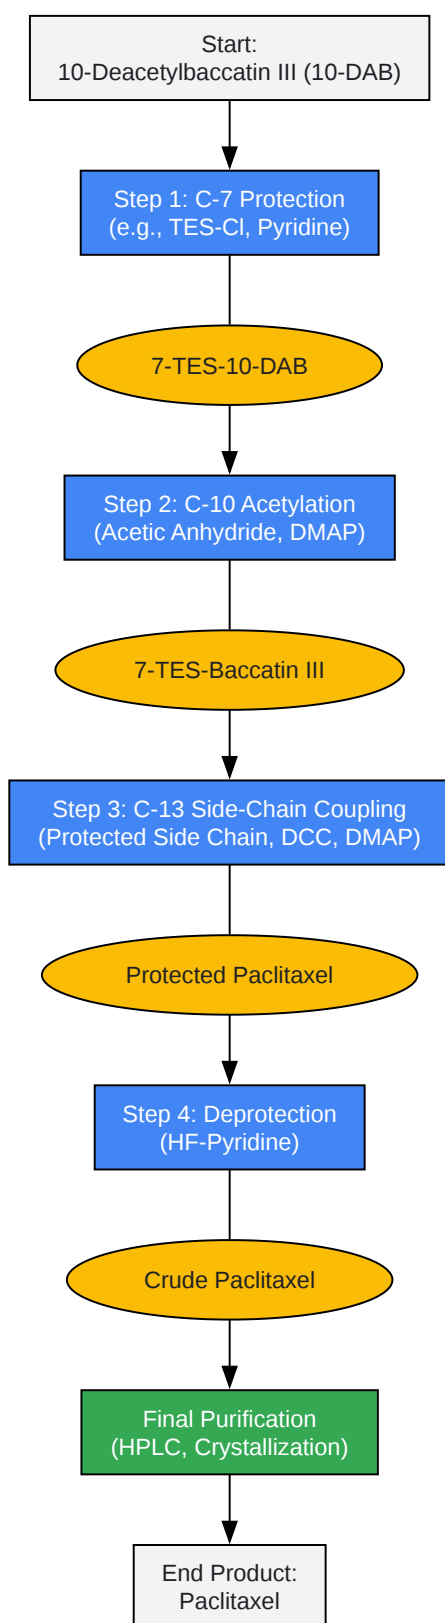 Start:
10-Deacetylbaccatin III (10-DAB)
Step 1: C-7 Protection
(e.g., TES-Cl, Pyridine)
7-TES-10-DAB
Step 2: C-10 Acetylation
(Acetic Anhydride, DMAP)
7-TES-Baccatin III
Step 3: C-13 Side-Chain Coupling
(Protected Side Chain, DCC, DMAP)
Protected Paclitaxel
Step 4: Deprotection
(HF-Pyridine)
Crude Paclitaxel
Final Purification
(HPLC, Crystallization)
End Product:
Paclitaxel